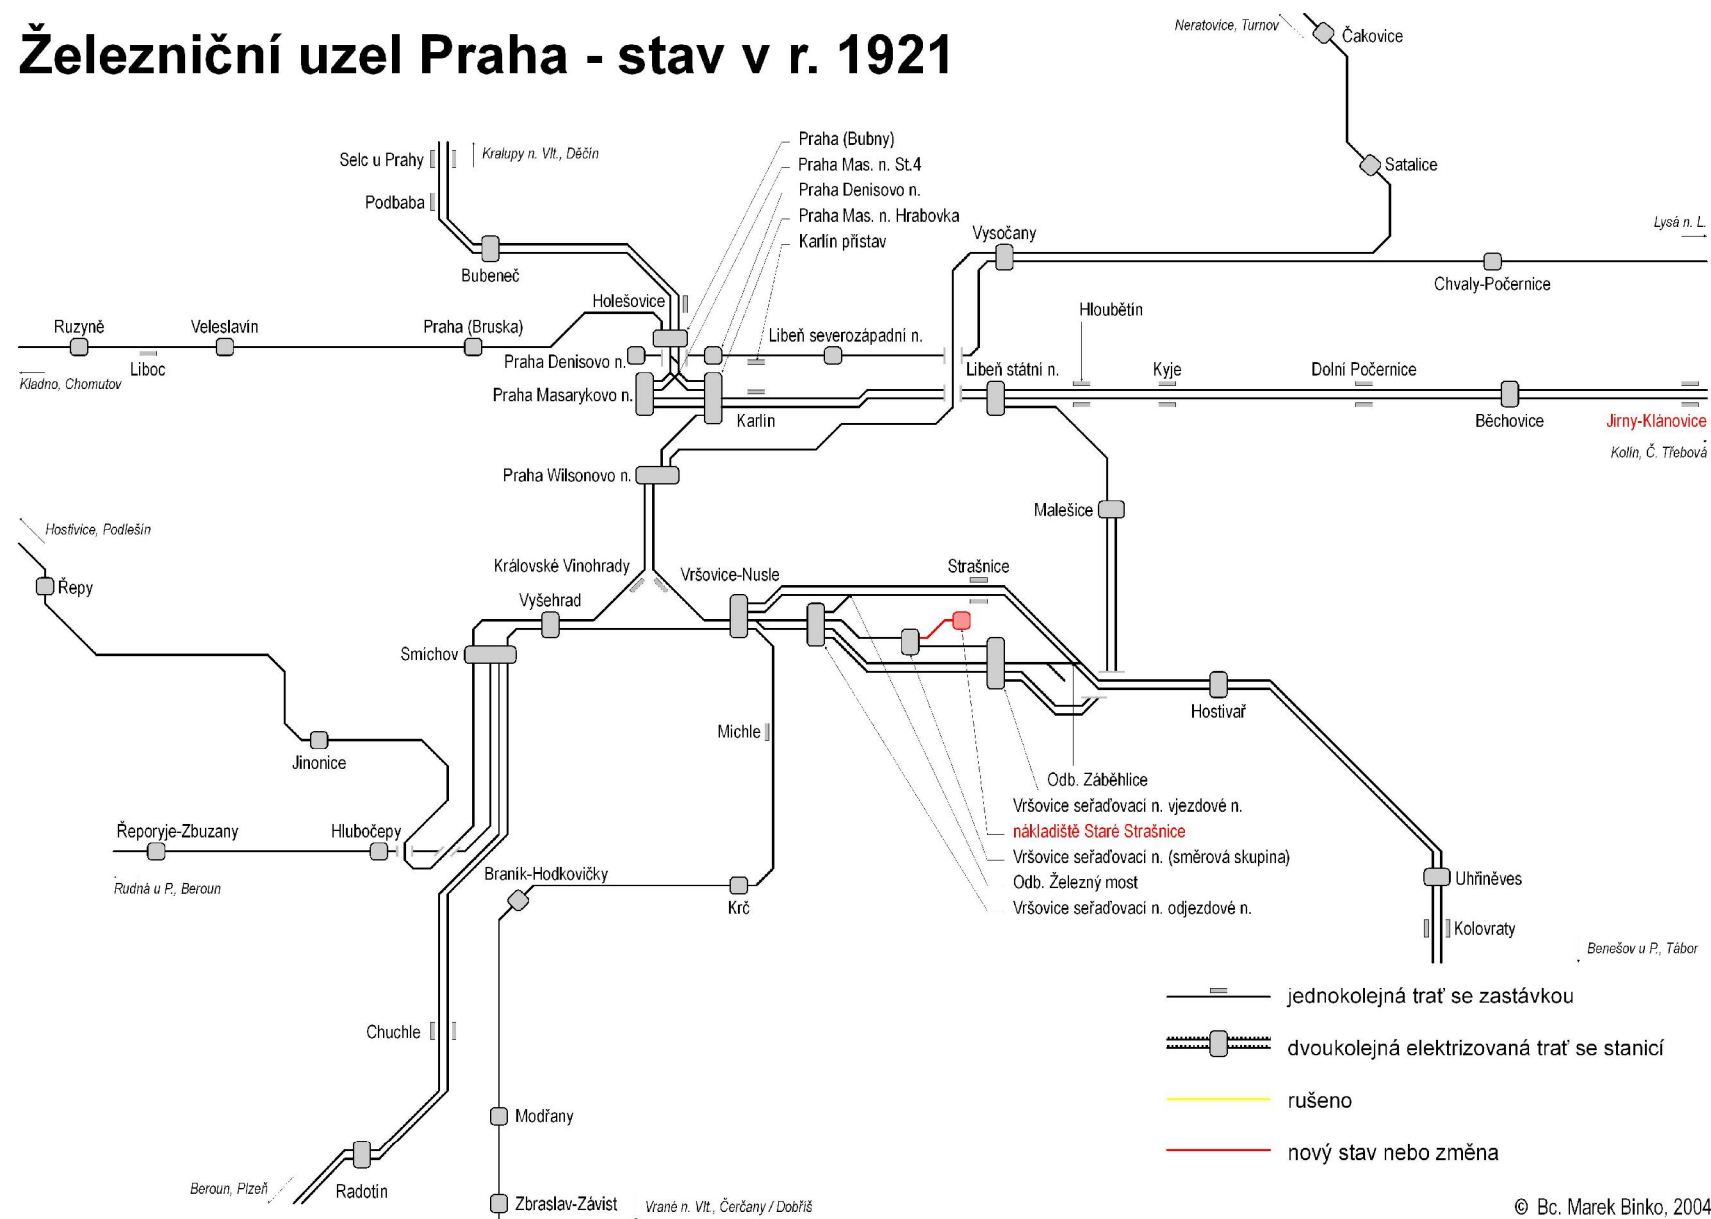 Železniční uzel Praha - stav v r. 1921
Neratovice, Turnov
Čakovice
Praha (Bubny)
Selc u Prahy
Kralupy n. Vlt., Děčín
Praha Mas. n. St.4
Satalice
Podbaba
Praha Denisovo n.
Praha Mas. n. Hrabovka
Lysá n. L.
Karlín přístav
Vysočany
Bubeneč
Chvaly-Počernice
Holešovice
Hloubětín
Ruzyně
Veleslavín
Praha (Bruska)
Libeň severozápadní n.
Liboc
Praha Denisovo n.
Libeň státní n.
Kyje
Dolní Počernice
Kladno, Chomutov
Praha Masarykovo n.
Karlín
Běchovice
Jirny-Klánovice
Kolín, Č. Třebová
Praha Wilsonovo n.
Malešice
Hostivice, Podlešín
Královské Vinohrady
Vršovice-Nusle
Strašnice
Řepy
Vyšehrad
Smíchov
Hostivař
Michle
Jinonice
Odb. Záběhlice
Vršovice seřaďovací n. vjezdové n.
Řeporyje-Zbuzany
Hlubočepy
nákladiště Staré Strašnice
Vršovice seřaďovací n. (směrová skupina)
Rudná u P., Beroun
Braník-Hodkovičky
Odb. Železný most
Uhříněves
Krč
Vršovice seřaďovací n. odjezdové n.
Kolovraty
Benešov u P., Tábor
jednokolejná trať se zastávkou
Chuchle
dvoukolejná elektrizovaná trať se stanicí
rušeno
Modřany
nový stav nebo změna
Beroun, Plzeň
Radotín
Zbraslav-Závist
Vrané n. Vlt., Čerčany / Dobříš
© Bc. Marek Binko, 2004